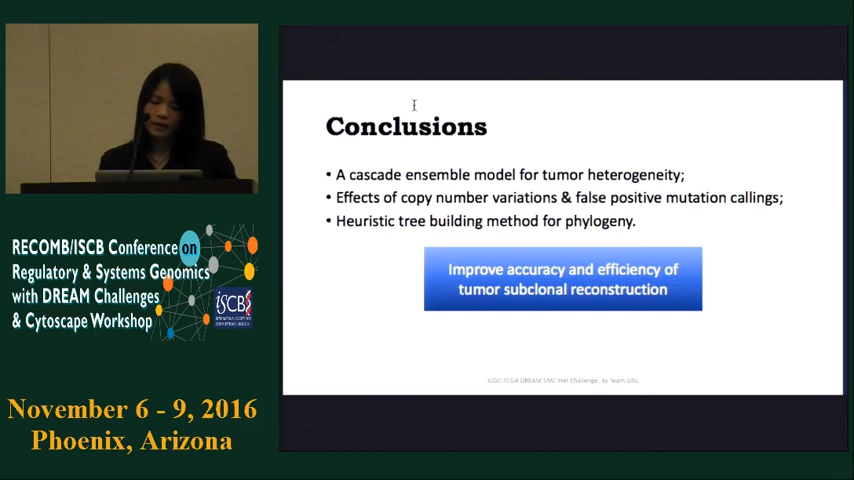 Conclusions
• A cascade ensemble model for tumor heterogeneity;
• Effects of copy number variations & false positive mutation callings;
• Heuristic tree building method for phylogeny.
Improve accuracy and efficiency of
tumor subclonal reconstruction
ICGC-TCGA DREAM SMC-Het Challenge, by Team GISL
RECOMB/ISCB Conference on
Regulatory & Systems Genomics
with DREAM Challenges
& Cytoscape Workshop
ISCB
November 6 - 9, 2016
Phoenix, Arizona